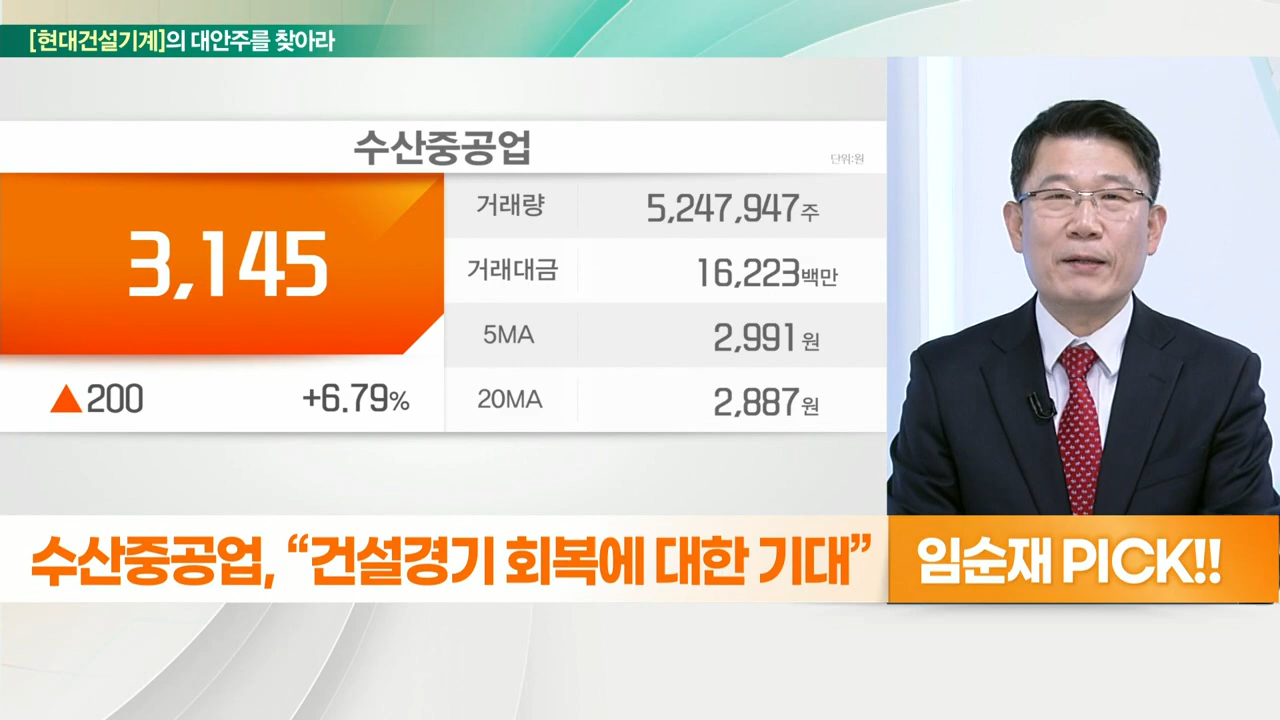 [현대건설기계]의 대안주를 찾아라
수산중공업
단위:원
3,145
▲200 +6.79%
거래량 5,247,947주
거래대금 16,223백만
5MA 2,991원
20MA 2,887원
수산중공업, “건설경기 회복에 대한 기대”
임순재 PICK!!